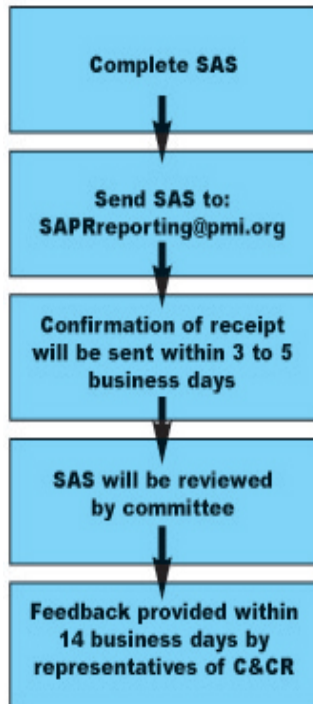 Complete SAS
Send SAS to:
SAPRreporting@pmi.org
Confirmation of receipt
will be sent within 3 to 5
business days
SAS will be reviewed
by committee
Feedback provided within
14 business days by
representatives of C&CR